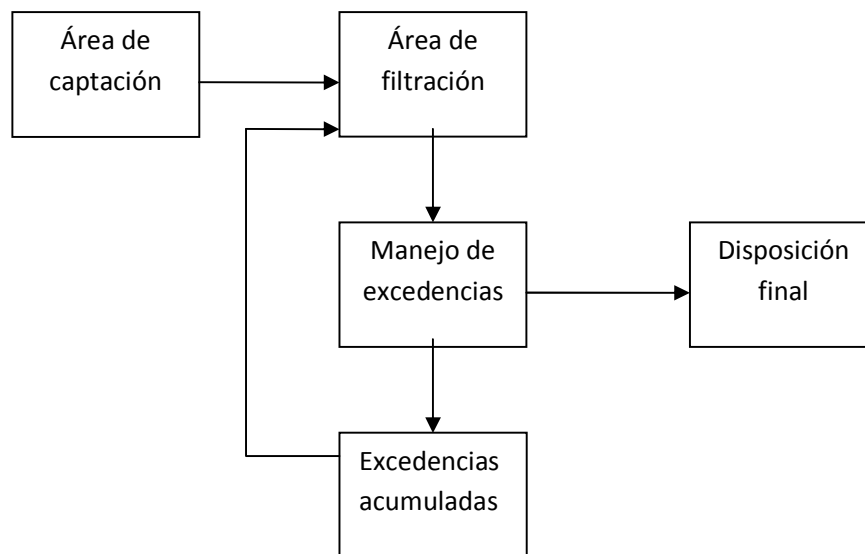 Área de
captación
Área de
filtración
Manejo de
excedencias
Disposición
final
Excedencias
acumuladas